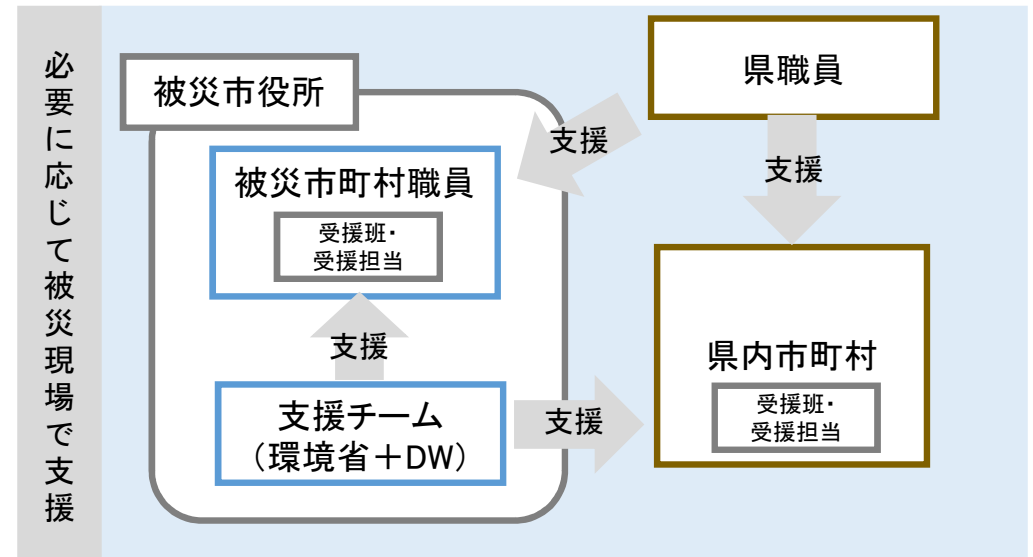 必要に応じて被災現場で支援
被災市役所
県職員
支援
支援
被災市町村職員
受援班・
受援担当
支援
県内市町村
受援班・
受援担当
支援チーム
（環境省＋DW）
支援